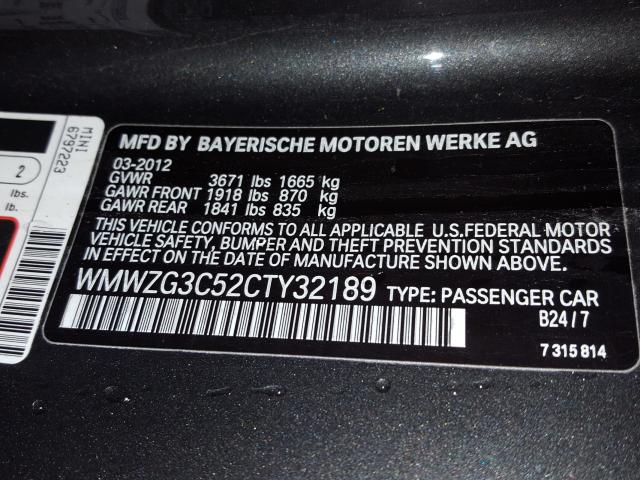 MINI
6797223
2
lbs.
lb.
MFD BY BAYERISCHE MOTOREN WERKE AG
03-2012
GVWR 3671 lbs 1665 kg
GAWR FRONT 1918 lbs 870 kg
GAWR REAR 1841 lbs 835 kg
THIS VEHICLE CONFORMS TO ALL APPLICABLE U.S.FEDERAL MOTOR
VEHICLE SAFETY, BUMPER AND THEFT PREVENTION STANDARDS
IN EFFECT ON THE DATE OF MANUFACTURE SHOWN ABOVE.
WMWZG3C52CTY32189 TYPE: PASSENGER CAR
B24/7
7 315 814